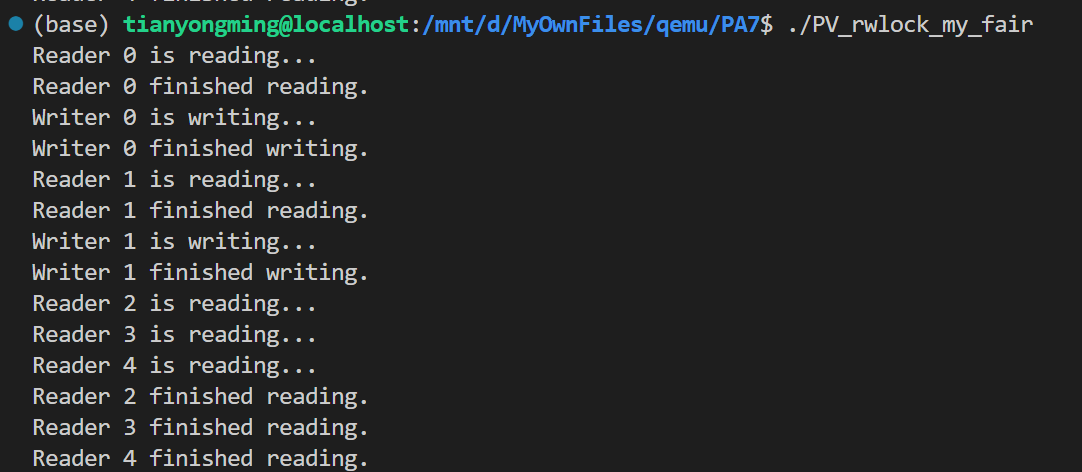 (base) tianyongming@localhost:/mnt/d/MyOwnFiles/qemu/PA7$ ./PV_rwlock_my_fair
Reader 0 is reading...
Reader 0 finished reading.
Writer 0 is writing...
Writer 0 finished writing.
Reader 1 is reading...
Reader 1 finished reading.
Writer 1 is writing...
Writer 1 finished writing.
Reader 2 is reading...
Reader 3 is reading...
Reader 4 is reading...
Reader 2 finished reading.
Reader 3 finished reading.
Reader 4 finished reading.